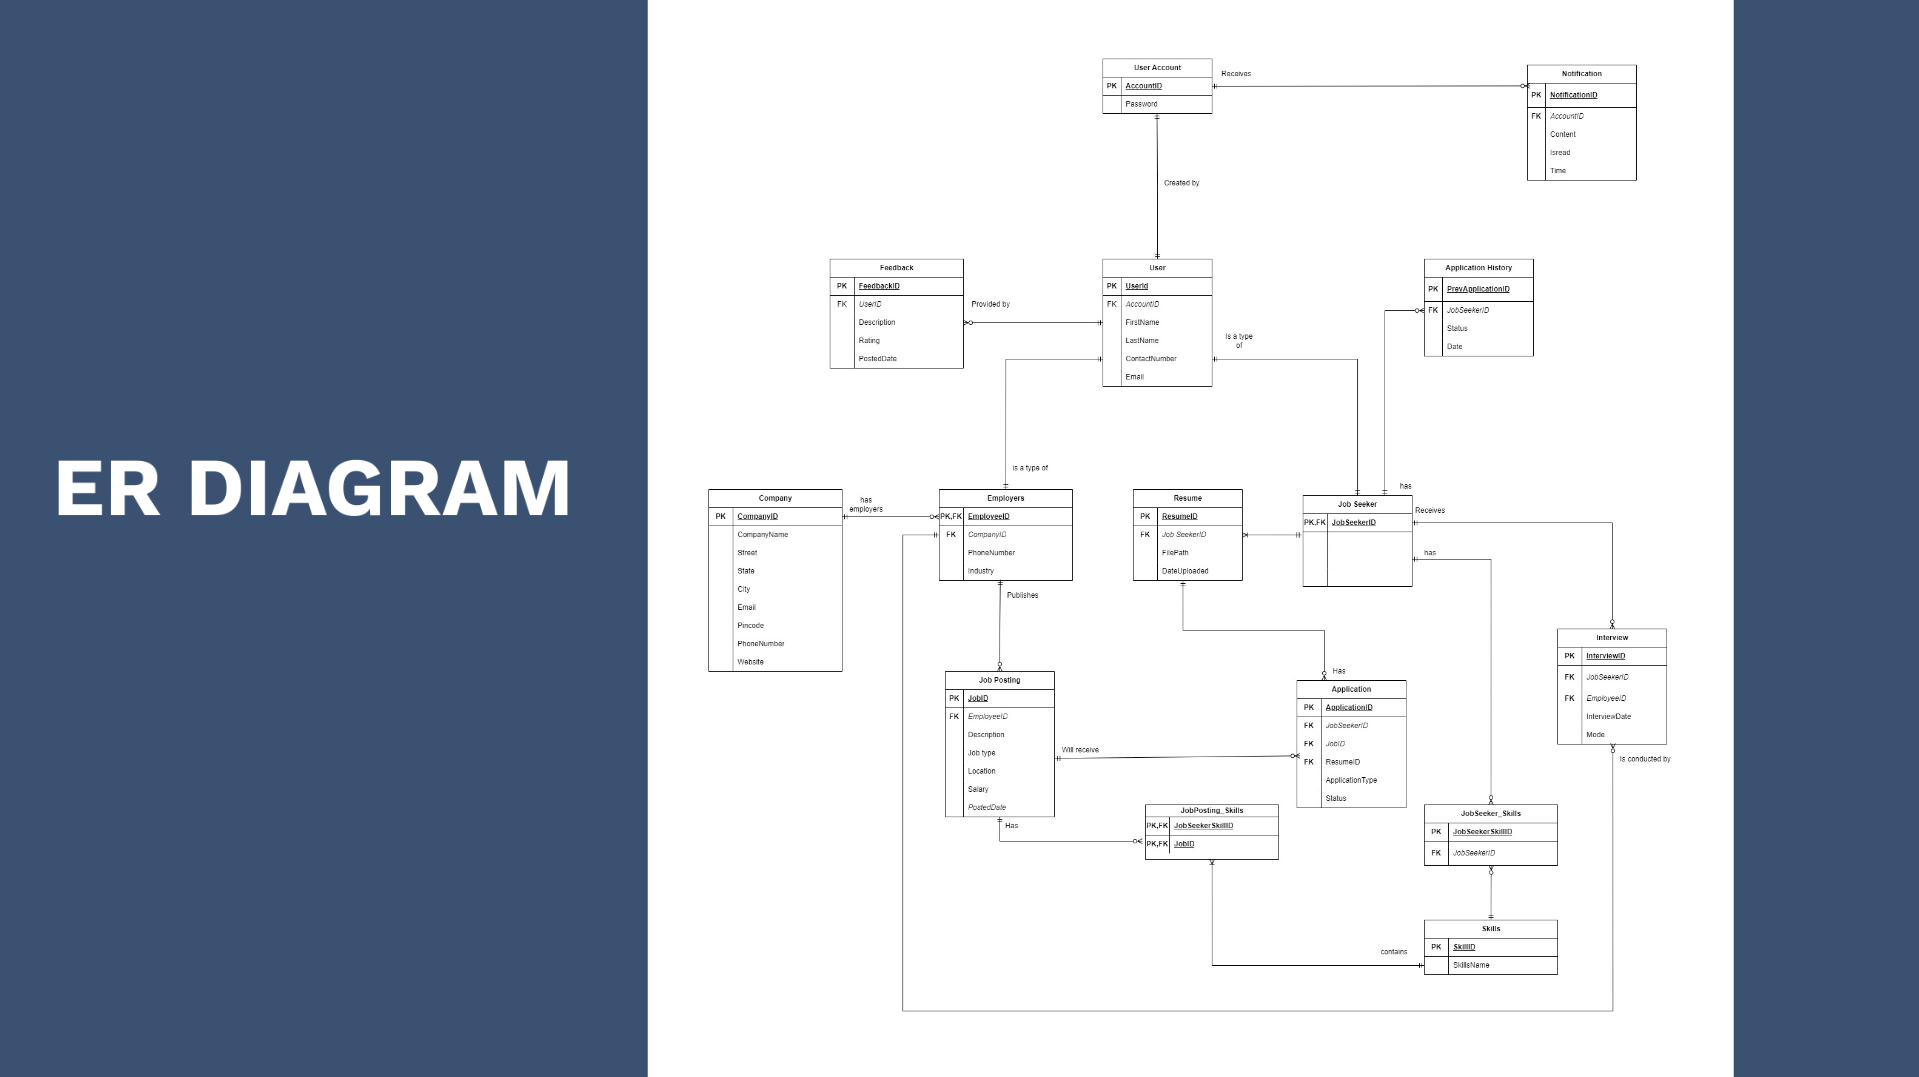 ER DIAGRAM
User Account
PK AccountID
Password
Receives
Notification
PK NotificationID
FK AccountID
Content
Isread
Time
Created by
Feedback
PK FeedbackID
FK UserID
Description
Rating
PostedDate
Provided by
User
PK UserId
FK AccountID
FirstName
LastName
ContactNumber
Email
is a type
of
Application History
PK PrevApplicationID
FK JobSeekerID
Status
Date
is a type of
Company
PK CompanyID
CompanyName
Street
State
City
Email
Pincode
PhoneNumber
Website
has
employers
Employers
PK,FK EmployeeID
FK CompanyID
PhoneNumber
Industry
Publishes
Resume
PK ResumeID
FK Job SeekerID
FilePath
DateUploaded
has
Job Seeker
PK,FK JobSeekerID
Receives
has
Interview
PK InterviewID
FK JobSeekerID
FK EmployeeID
InterviewDate
Mode
Is conducted by
Job Posting
PK JobID
FK EmployeeID
Description
Job type
Location
Salary
PostedDate
Will receive
Has
Application
PK ApplicationID
FK JobSeekerID
FK JobID
FK ResumeID
ApplicationType
Status
Has
JobPosting_Skills
PK,FK JobSeekerSkillID
PK,FK JobID
JobSeeker_Skills
PK JobSeekerSkillID
FK JobSeekerID
Skills
PK SkillID
SkillsName
contains